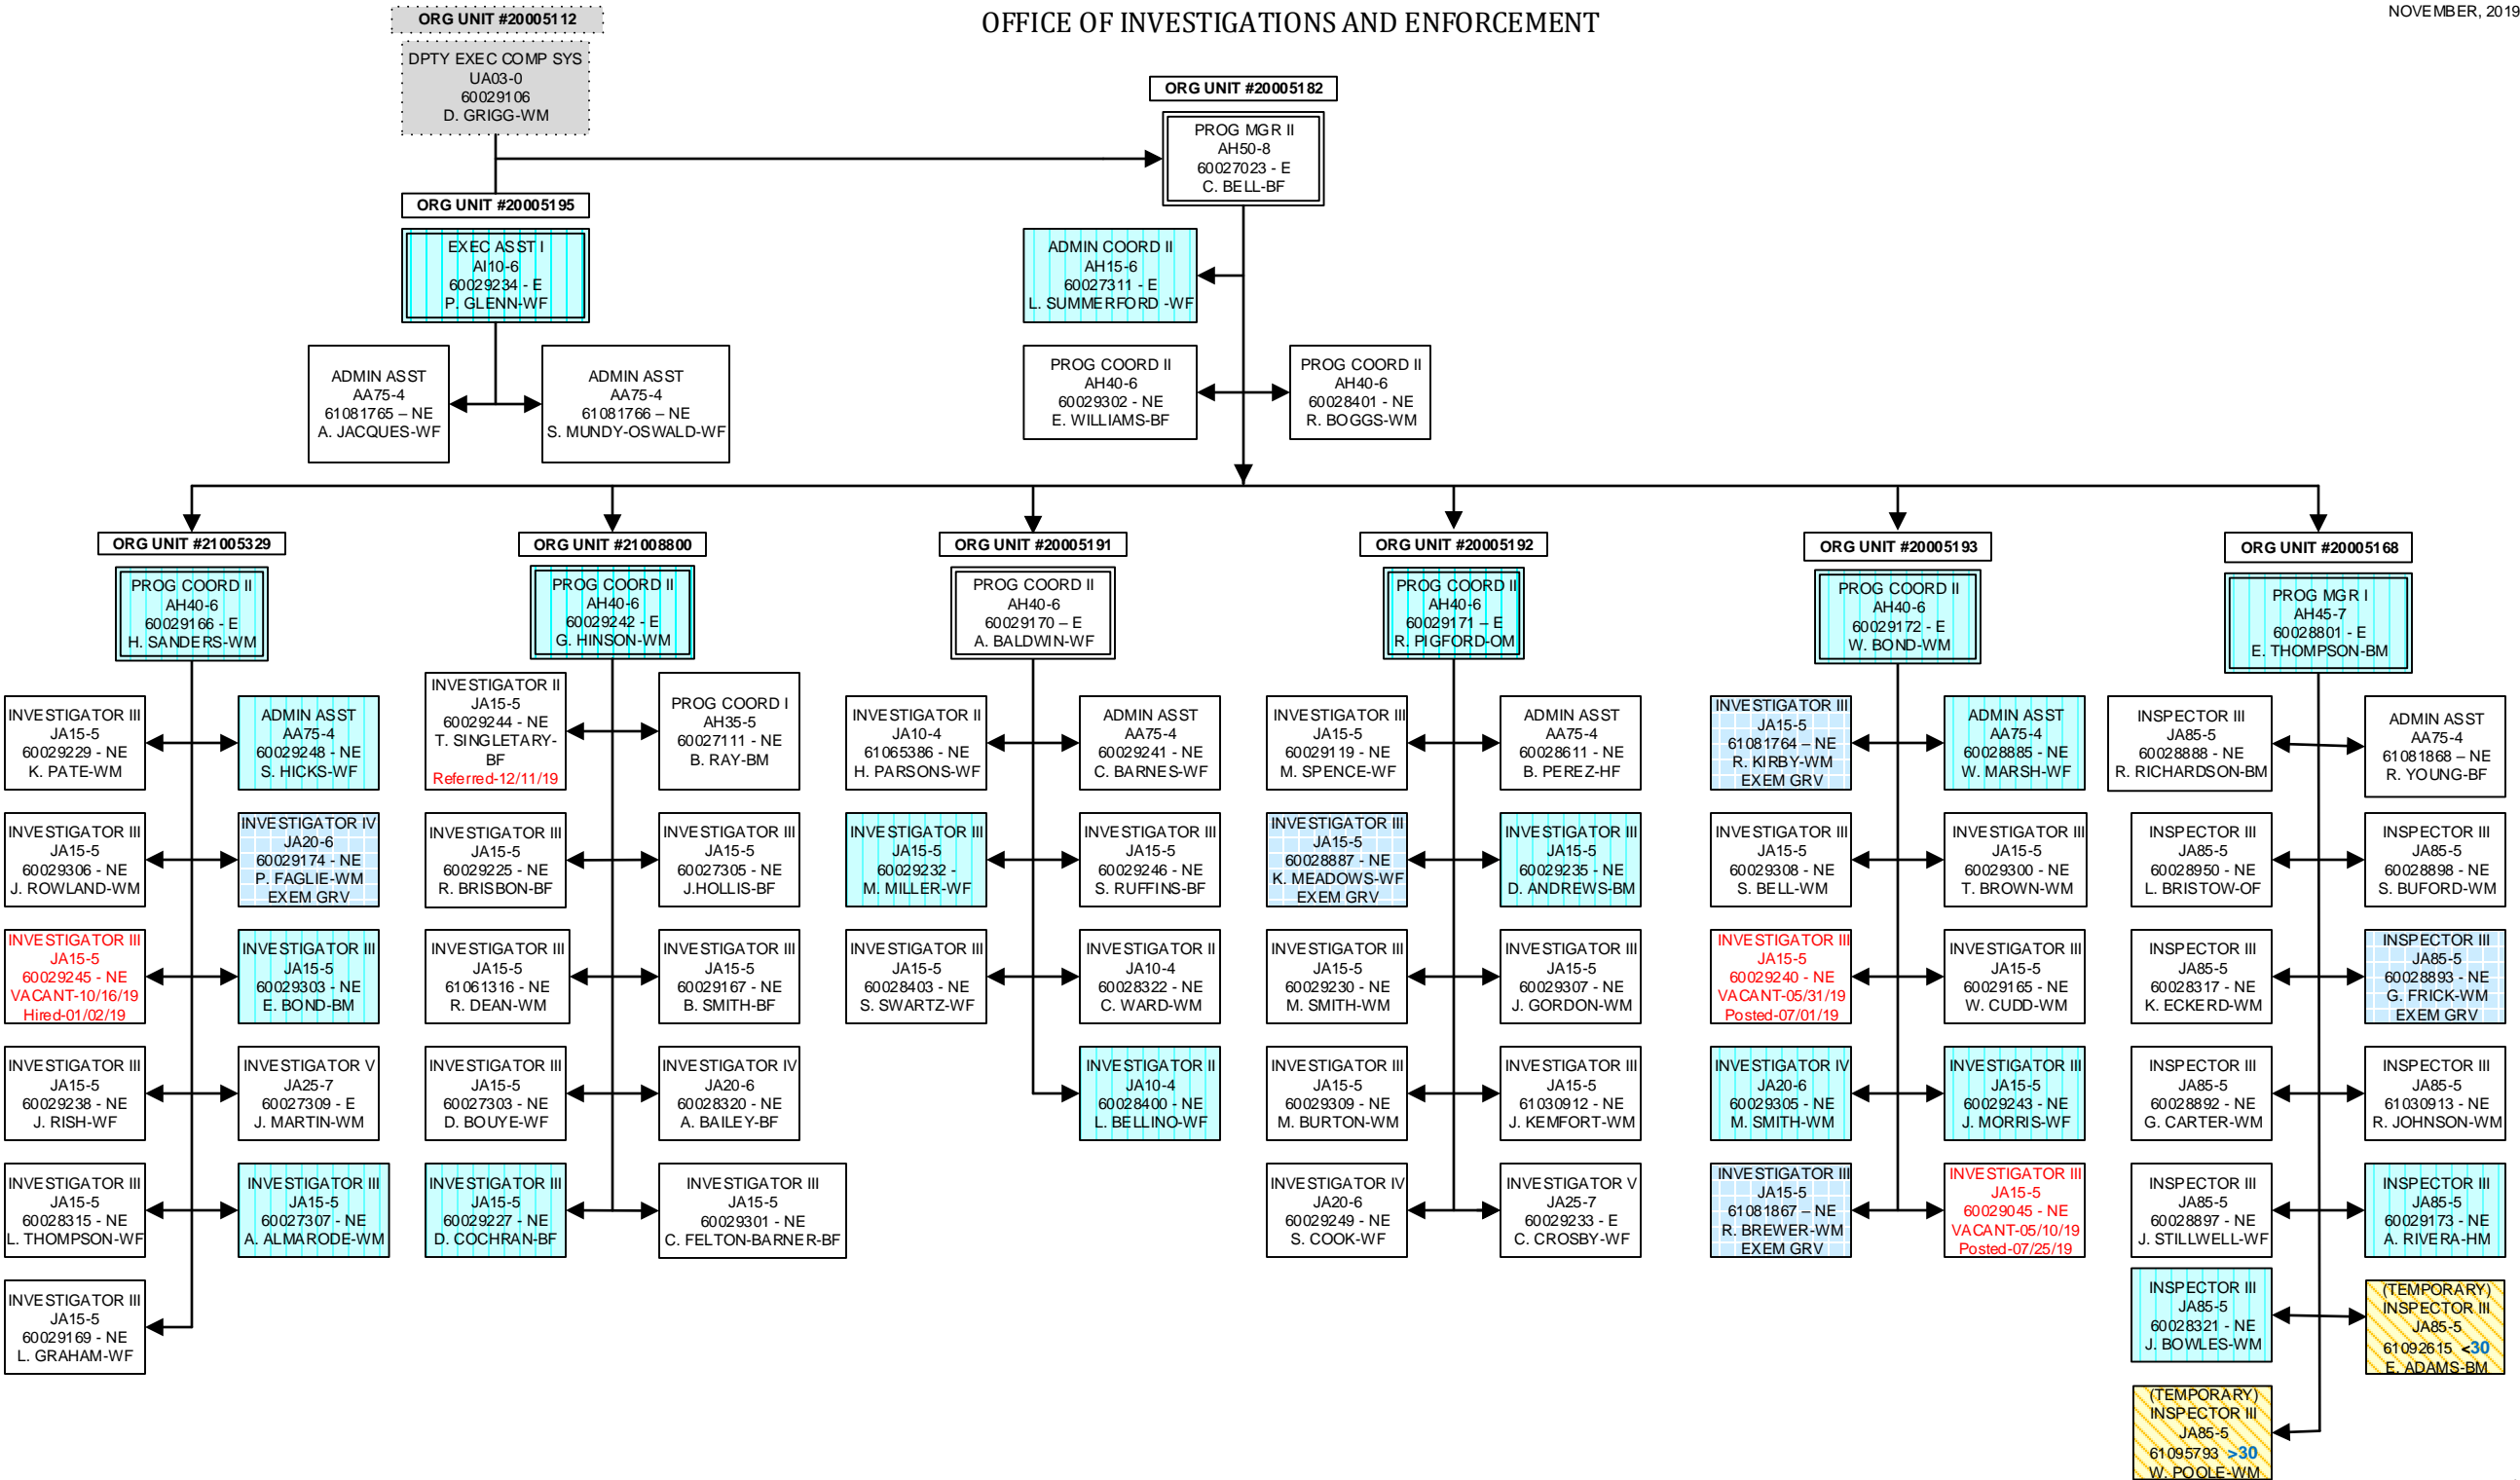 NOVEMBER, 2019
OFFICE OF INVESTIGATIONS AND ENFORCEMENT
ORG UNIT #20005112
DPTY EXEC COMP SYS
UA03-0
60029106
D. GRIGG-WM
ORG UNIT #20005182
PROG MGR II
AH50-8
60027023 - E
C. BELL-BF
ORG UNIT #20005195
EXEC ASST I
AI10-6
60029234 - E
P. GLENN-WF
ADMIN COORD II
AH15-6
60027311 - E
L. SUMMERFORD -WF
ADMIN ASST
AA75-4
61081765 – NE
A. JACQUES-WF
ADMIN ASST
AA75-4
61081766 – NE
S. MUNDY-OSWALD-WF
PROG COORD II
AH40-6
60029302 - NE
E. WILLIAMS-BF
PROG COORD II
AH40-6
60028401 - NE
R. BOGGS-WM
ORG UNIT #21005329
PROG COORD II
AH40-6
60029166 - E
H. SANDERS-WM
INVESTIGATOR III
JA15-5
60029229 - NE
K. PATE-WM
ADMIN ASST
AA75-4
60029248 - NE
S. HICKS-WF
INVESTIGATOR III
JA15-5
60029306 - NE
J. ROWLAND-WM
INVESTIGATOR IV
JA20-6
60029174 - NE
P. FAGLIE-WM
EXEM GRV
INVESTIGATOR III
JA15-5
60029245 - NE
VACANT-10/16/19
Hired-01/02/19
INVESTIGATOR III
JA15-5
60029303 - NE
E. BOND-BM
INVESTIGATOR III
JA15-5
60029238 - NE
J. RISH-WF
INVESTIGATOR V
JA25-7
60027309 - E
J. MARTIN-WM
INVESTIGATOR III
JA15-5
60028315 - NE
L. THOMPSON-WF
INVESTIGATOR III
JA15-5
60027307 - NE
A. ALMARODE-WM
INVESTIGATOR III
JA15-5
60029169 - NE
L. GRAHAM-WF
ORG UNIT #21008800
PROG COORD II
AH40-6
60029242 - E
G. HINSON-WM
INVESTIGATOR II
JA15-5
60029244 - NE
T. SINGLETARY-
BF
Referred-12/11/19
PROG COORD I
AH35-5
60027111 - NE
B. RAY-BM
INVESTIGATOR III
JA15-5
60029225 - NE
R. BRISBON-BF
INVESTIGATOR III
JA15-5
60027305 - NE
J.HOLLIS-BF
INVESTIGATOR III
JA15-5
61061316 - NE
R. DEAN-WM
INVESTIGATOR III
JA15-5
60029167 - NE
B. SMITH-BF
INVESTIGATOR III
JA15-5
60027303 - NE
D. BOUYE-WF
INVESTIGATOR IV
JA20-6
60028320 - NE
A. BAILEY-BF
INVESTIGATOR III
JA15-5
60029227 - NE
D. COCHRAN-BF
INVESTIGATOR III
JA15-5
60029301 - NE
C. FELTON-BARNER-BF
ORG UNIT #20005191
PROG COORD II
AH40-6
60029170 – E
A. BALDWIN-WF
INVESTIGATOR II
JA10-4
61065386 - NE
H. PARSONS-WF
ADMIN ASST
AA75-4
60029241 - NE
C. BARNES-WF
INVESTIGATOR III
JA15-5
60029232 -
M. MILLER-WF
INVESTIGATOR III
JA15-5
60029246 - NE
S. RUFFINS-BF
INVESTIGATOR III
JA15-5
60028403 - NE
S. SWARTZ-WF
INVESTIGATOR II
JA10-4
60028322 - NE
C. WARD-WM
INVESTIGATOR II
JA10-4
60028400 - NE
L. BELLINO-WF
ORG UNIT #20005192
PROG COORD II
AH40-6
60029171 – E
R. PIGFORD-OM
INVESTIGATOR III
JA15-5
60029119 - NE
M. SPENCE-WF
ADMIN ASST
AA75-4
60028611 - NE
B. PEREZ-HF
INVESTIGATOR III
JA15-5
60028887 - NE
K. MEADOWS-WF
EXEM GRV
INVESTIGATOR III
JA15-5
60029235 - NE
D. ANDREWS-BM
INVESTIGATOR III
JA15-5
60029230 - NE
M. SMITH-WM
INVESTIGATOR III
JA15-5
60029307 - NE
J. GORDON-WM
INVESTIGATOR III
JA15-5
60029309 - NE
M. BURTON-WM
INVESTIGATOR III
JA15-5
61030912 - NE
J. KEMFORT-WM
INVESTIGATOR IV
JA20-6
60029249 - NE
S. COOK-WF
INVESTIGATOR V
JA25-7
60029233 - E
C. CROSBY-WF
ORG UNIT #20005193
PROG COORD II
AH40-6
60029172 - E
W. BOND-WM
INVESTIGATOR III
JA15-5
61081764 – NE
R. KIRBY-WM
EXEM GRV
ADMIN ASST
AA75-4
60028885 - NE
W. MARSH-WF
INVESTIGATOR III
JA15-5
60029308 - NE
S. BELL-WM
INVESTIGATOR III
JA15-5
60029300 - NE
T. BROWN-WM
INVESTIGATOR III
JA15-5
60029240 - NE
VACANT-05/31/19
Posted-07/01/19
INVESTIGATOR III
JA15-5
60029165 - NE
W. CUDD-WM
INVESTIGATOR IV
JA20-6
60029305 - NE
M. SMITH-WM
INVESTIGATOR III
JA15-5
60029243 - NE
J. MORRIS-WF
INVESTIGATOR III
JA15-5
61081867 – NE
R. BREWER-WM
EXEM GRV
INVESTIGATOR III
JA15-5
60029045 - NE
VACANT-05/10/19
Posted-07/25/19
ORG UNIT #20005168
PROG MGR I
AH45-7
60028801 - E
E. THOMPSON-BM
INSPECTOR III
JA85-5
60028888 - NE
R. RICHARDSON-BM
ADMIN ASST
AA75-4
61081868 – NE
R. YOUNG-BF
INSPECTOR III
JA85-5
60028950 - NE
L. BRISTOW-OF
INSPECTOR III
JA85-5
60028898 - NE
S. BUFORD-WM
INSPECTOR III
JA85-5
60028317 - NE
K. ECKERD-WM
INSPECTOR III
JA85-5
60028893 - NE
G. FRICK-WM
EXEM GRV
INSPECTOR III
JA85-5
60028892 - NE
G. CARTER-WM
INSPECTOR III
JA85-5
61030913 - NE
R. JOHNSON-WM
INSPECTOR III
JA85-5
60028897 - NE
J. STILLWELL-WF
INSPECTOR III
JA85-5
60029173 - NE
A. RIVERA-HM
INSPECTOR III
JA85-5
60028321 - NE
J. BOWLES-WM
(TEMPORARY)
INSPECTOR III
JA85-5
61092615 <30
E. ADAMS-BM
(TEMPORARY)
INSPECTOR III
JA85-5
61095793 >30
W. POOLE-WM